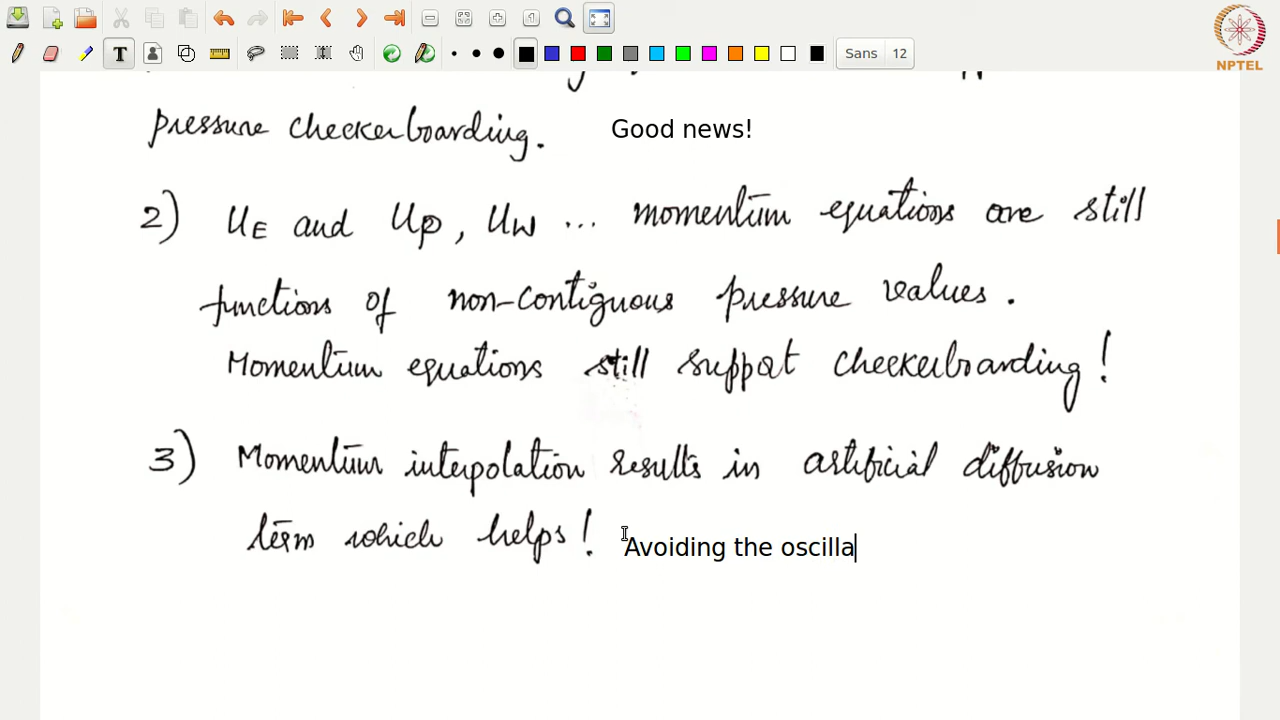 Sans 12
NPTEL
pressure checkerboarding. Good news!
2) UE and UP, UW ... momentum equations are still
functions of non-contiguous pressure values.
Momentum equations still support checkerboarding!
3) Momentum interpolation results in artificial diffusion
term which helps! Avoiding the oscilla